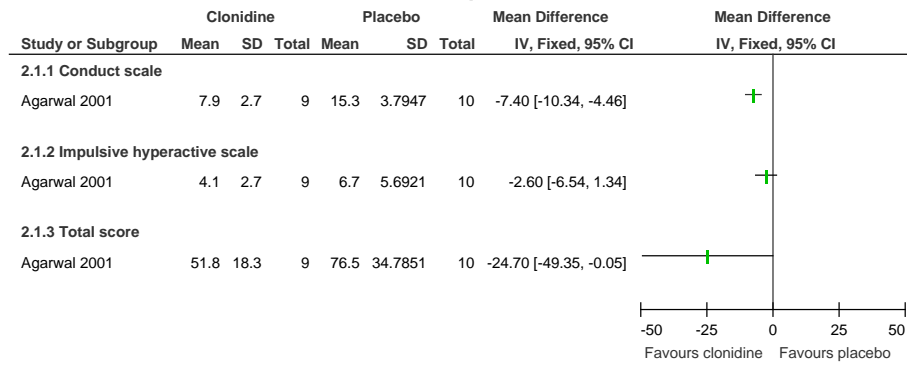 Clonidine Placebo Mean Difference Mean Difference
Study or Subgroup Mean SD Total Mean SD Total IV, Fixed, 95% CI IV, Fixed, 95% CI
2.1.1 Conduct scale
Agarwal 2001 7.9 2.7 9 15.3 3.7947 10 -7.40 [-10.34, -4.46]
2.1.2 Impulsive hyperactive scale
Agarwal 2001 4.1 2.7 9 6.7 5.6921 10 -2.60 [-6.54, 1.34]
2.1.3 Total score
Agarwal 2001 51.8 18.3 9 76.5 34.7851 10 -24.70 [-49.35, -0.05]
-50 -25 0 25 50
Favours clonidine Favours placebo